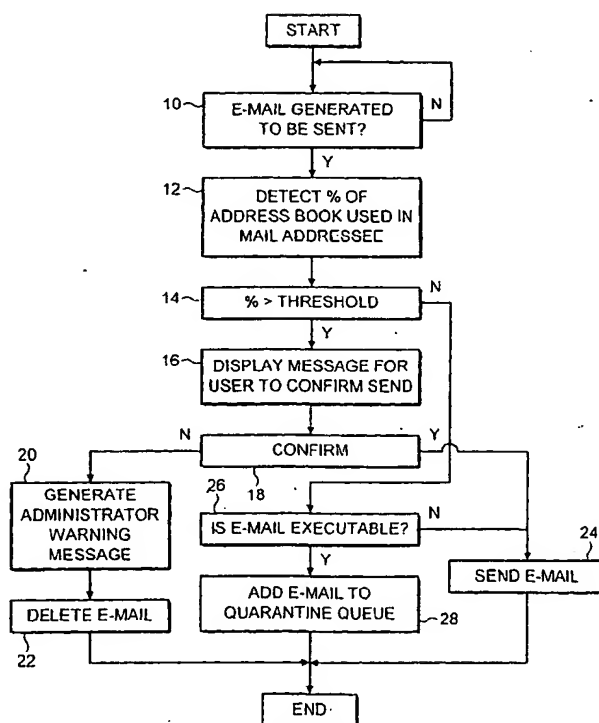 START
10
E-MAIL GENERATED
TO BE SENT?
N
Y
12
DETECT % OF
ADDRESS BOOK USED IN
MAIL ADDRESSEE
14
% > THRESHOLD
N
Y
16
DISPLAY MESSAGE FOR
USER TO CONFIRM SEND
N
CONFIRM
Y
18
20
GENERATE
ADMINISTRATOR
WARNING
MESSAGE
26
IS E-MAIL EXECUTABLE?
N
Y
24
SEND E-MAIL
ADD E-MAIL TO
QUARANTINE QUEUE
28
DELETE E-MAIL
22
END